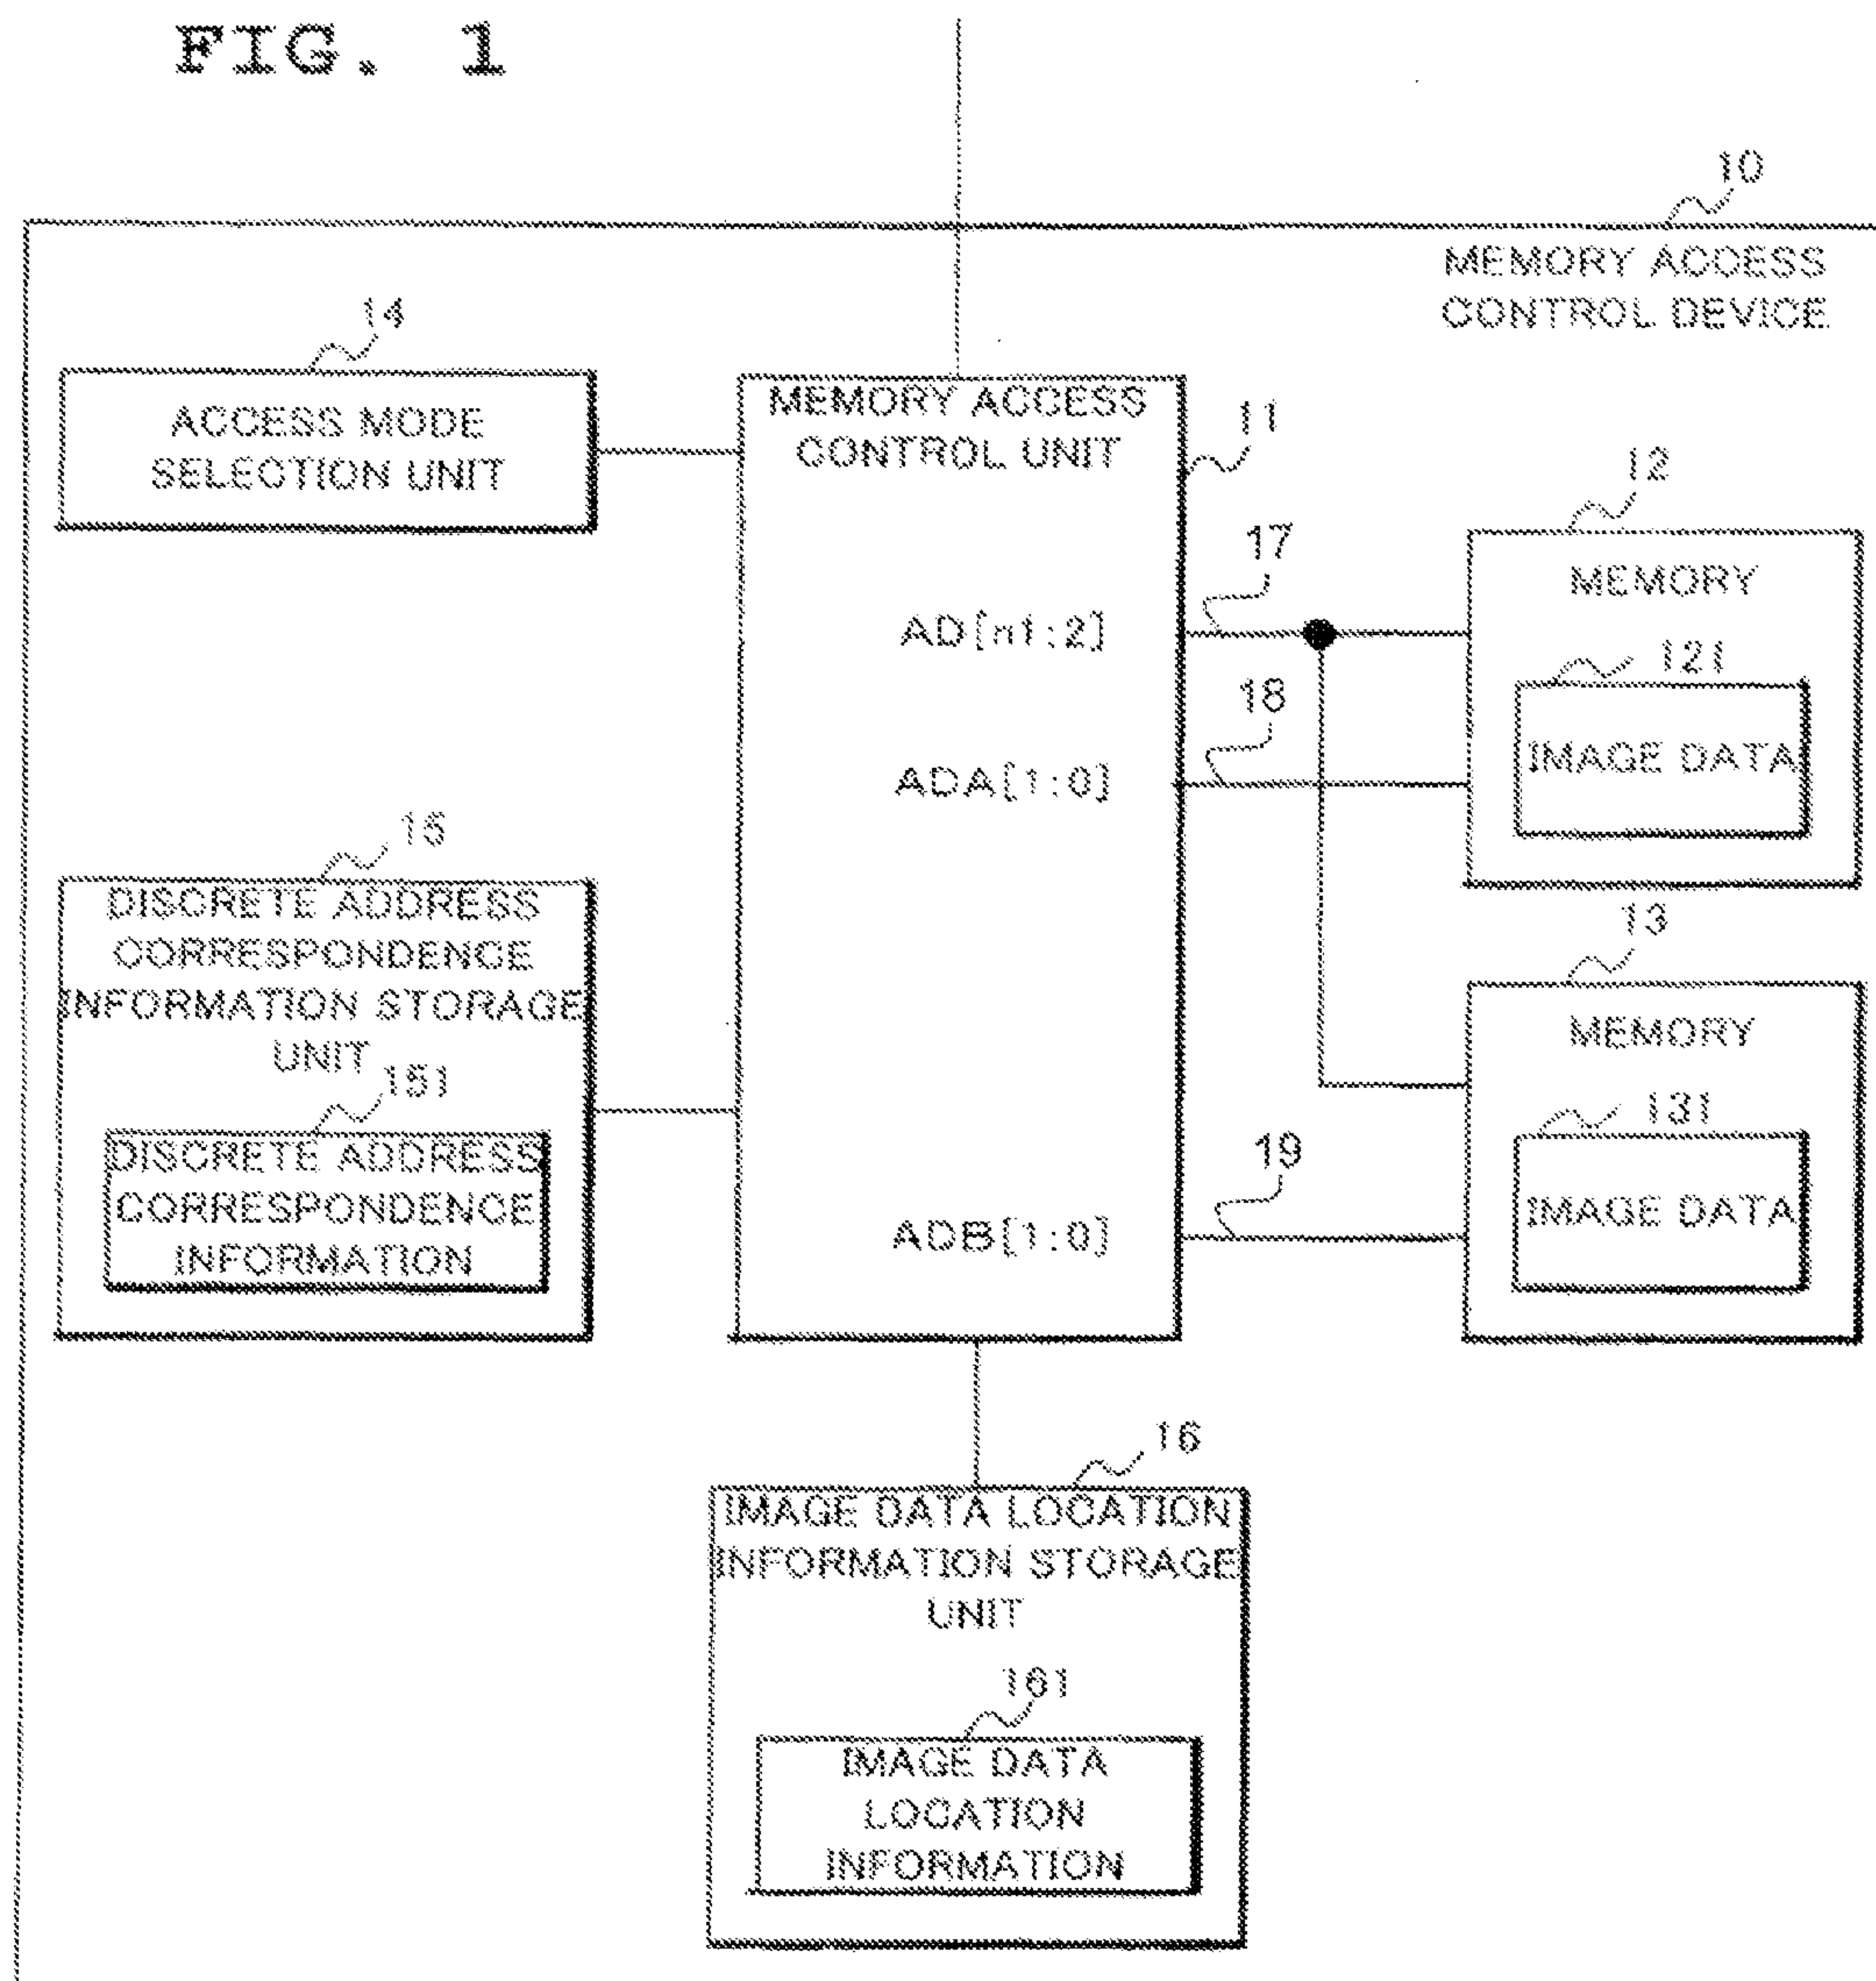 FIG. 1
10
MEMORY ACCESS
CONTROL DEVICE
14
ACCESS MODE
SELECTION UNIT
MEMORY ACCESS
CONTROL UNIT
11
12
MEMORY
17
AD[n1:2]
121
IMAGE DATA
18
ADA[1:0]
15
DISCRETE ADDRESS
CORRESPONDENCE
INFORMATION STORAGE
UNIT
151
DISCRETE ADDRESS
CORRESPONDENCE
INFORMATION
13
MEMORY
131
IMAGE DATA
19
ADB[1:0]
16
IMAGE DATA LOCATION
INFORMATION STORAGE
UNIT
161
IMAGE DATA
LOCATION
INFORMATION